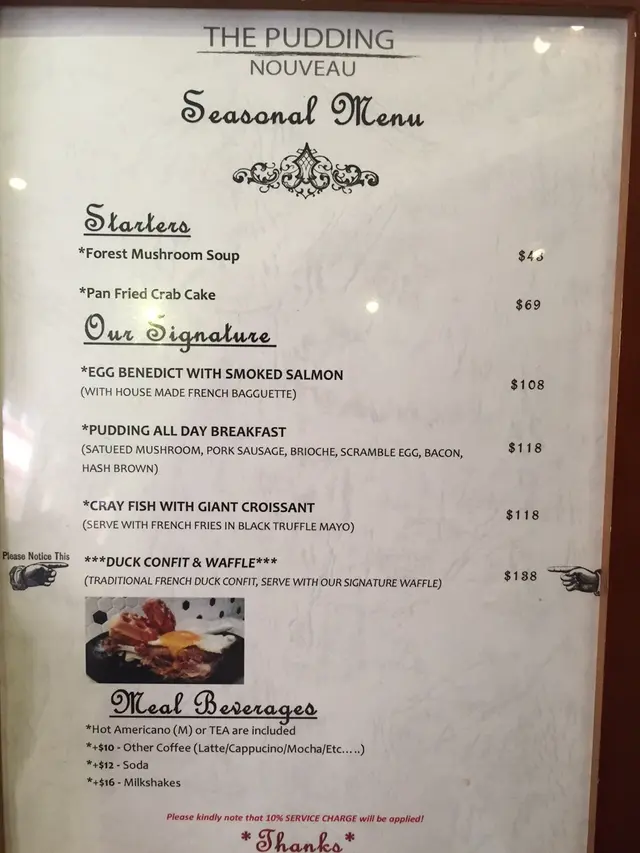 THE PUDDING
NOUVEAU
Seasonal Menu
Starters
*Forest Mushroom Soup $48
*Pan Fried Crab Cake $69
Our Signature
*EGG BENEDICT WITH SMOKED SALMON $108
(WITH HOUSE MADE FRENCH BAGGUETTE)
*PUDDING ALL DAY BREAKFAST $118
(SATUEED MUSHROOM, PORK SAUSAGE, BRIOCHE, SCRAMBLE EGG, BACON,
HASH BROWN)
*CRAY FISH WITH GIANT CROISSANT $118
(SERVE WITH FRENCH FRIES IN BLACK TRUFFLE MAYO)
Please Notice This
***DUCK CONFIT & WAFFLE*** $138
(TRADITIONAL FRENCH DUCK CONFIT, SERVE WITH OUR SIGNATURE WAFFLE)
Meal Beverages
*Hot Americano (M) or TEA are included
*+$10 - Other Coffee (Latte/Cappucino/Mocha/Etc.....)
*+$12 - Soda
*+$16 - Milkshakes
Please kindly note that 10% SERVICE CHARGE will be applied!
*Thanks*